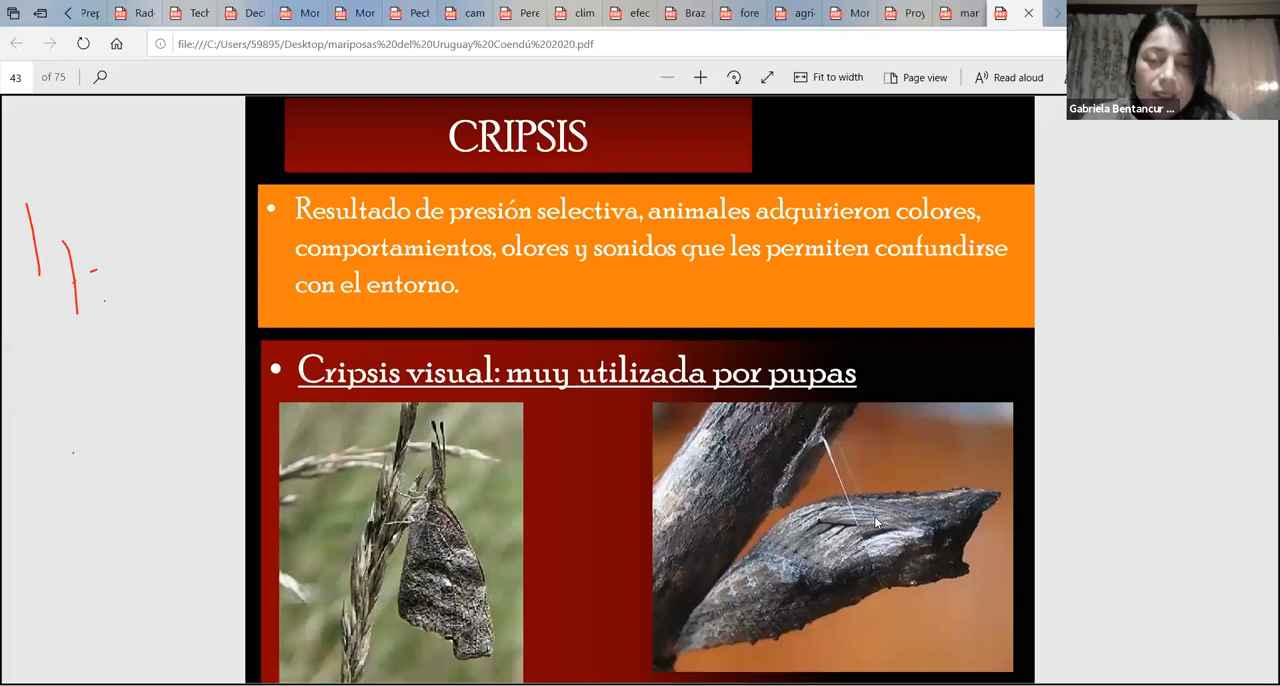 Prep
Rad
Tech
Decl
Mor
Mor
Pech
cam
Pere
clim
efec
Braz
fore
agri
Mor
Proy
mar
file:///C:/Users/59895/Desktop/mariposas%20del%20Uruguay%20Coendú%202020.pdf
43 of 75
Fit to width
Page view
Read aloud
Gabriela Bentancur ...
CRIPSIS
• Resultado de presión selectiva, animales adquirieron colores,
comportamientos, olores y sonidos que les permiten confundirse
con el entorno.
• Cripsis visual: muy utilizada por pupas